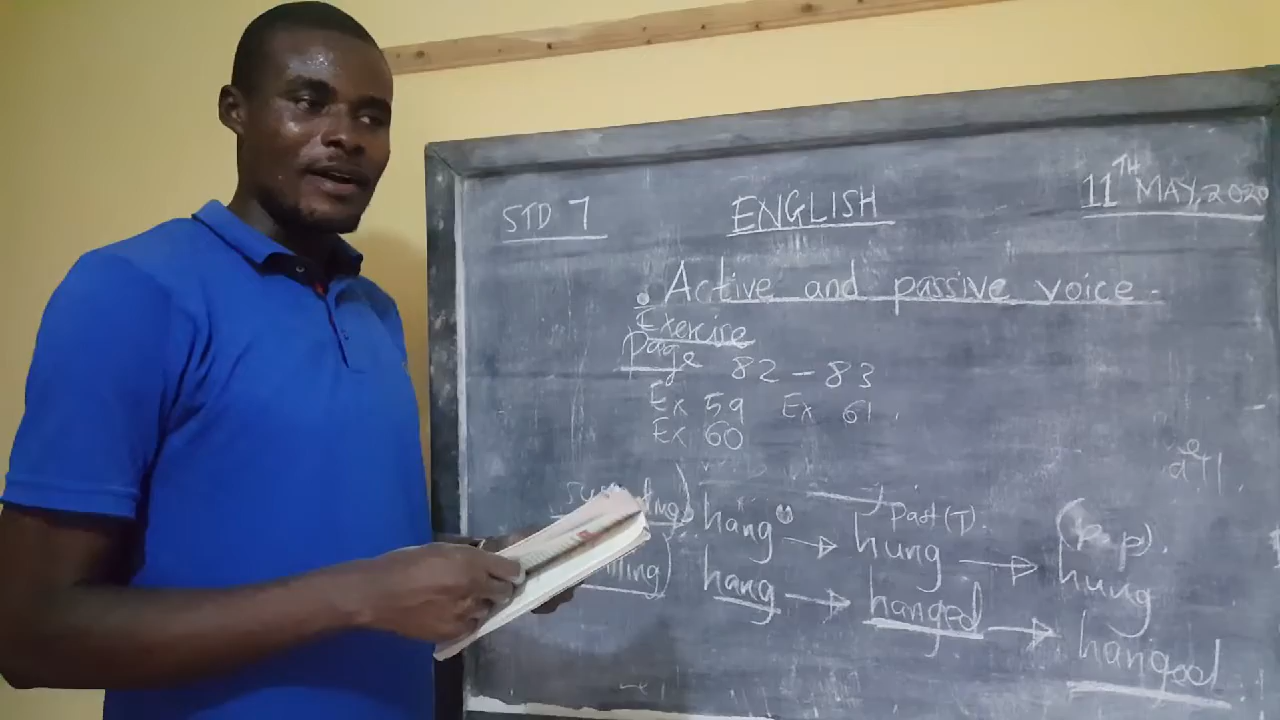 STD 7 ENGLISH 11TH MAY, 2020
. Active and passive voice.
Exercise
Page 82 - 83
Ex 59 Ex 61.
Ex 60
Past (T). (p.p).
hang → hung → hung
hang → hanged → hanged